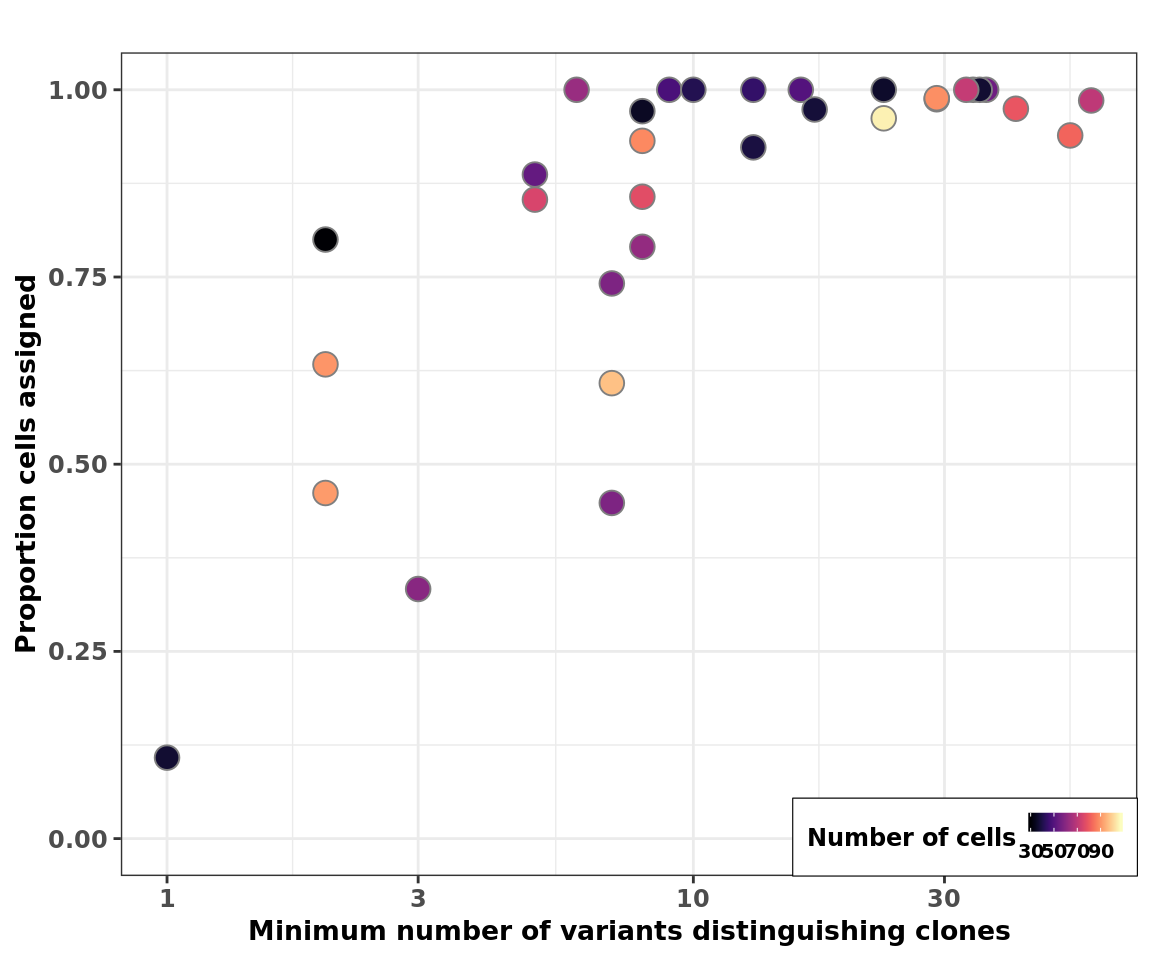 1.00
0.75
0.50
0.25
0.00
Proportion cells assigned
1 3 10 30
Minimum number of variants distinguishing clones
Number of cells
30 50 70 90